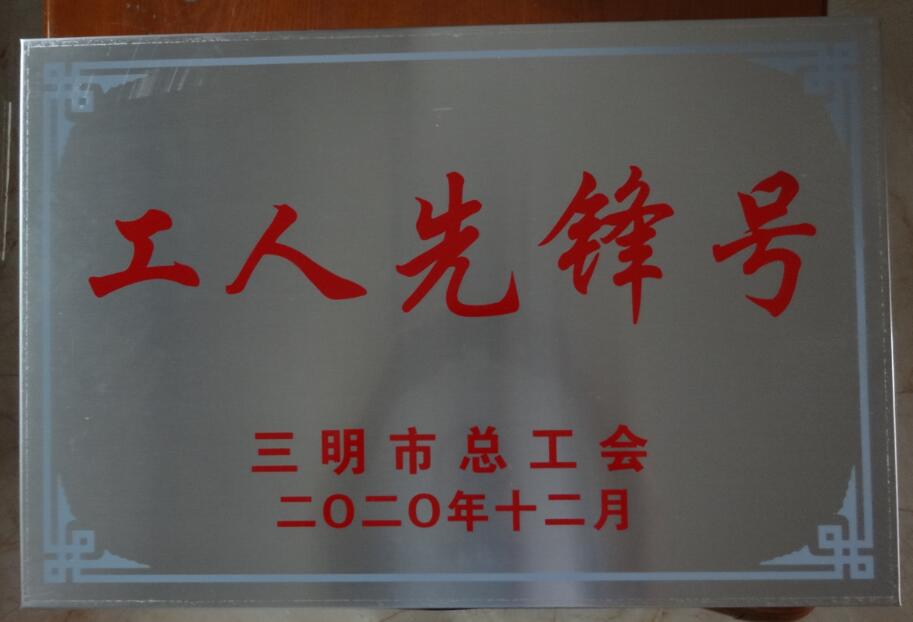 工人先锋号
三明市总工会
二〇二〇年十二月